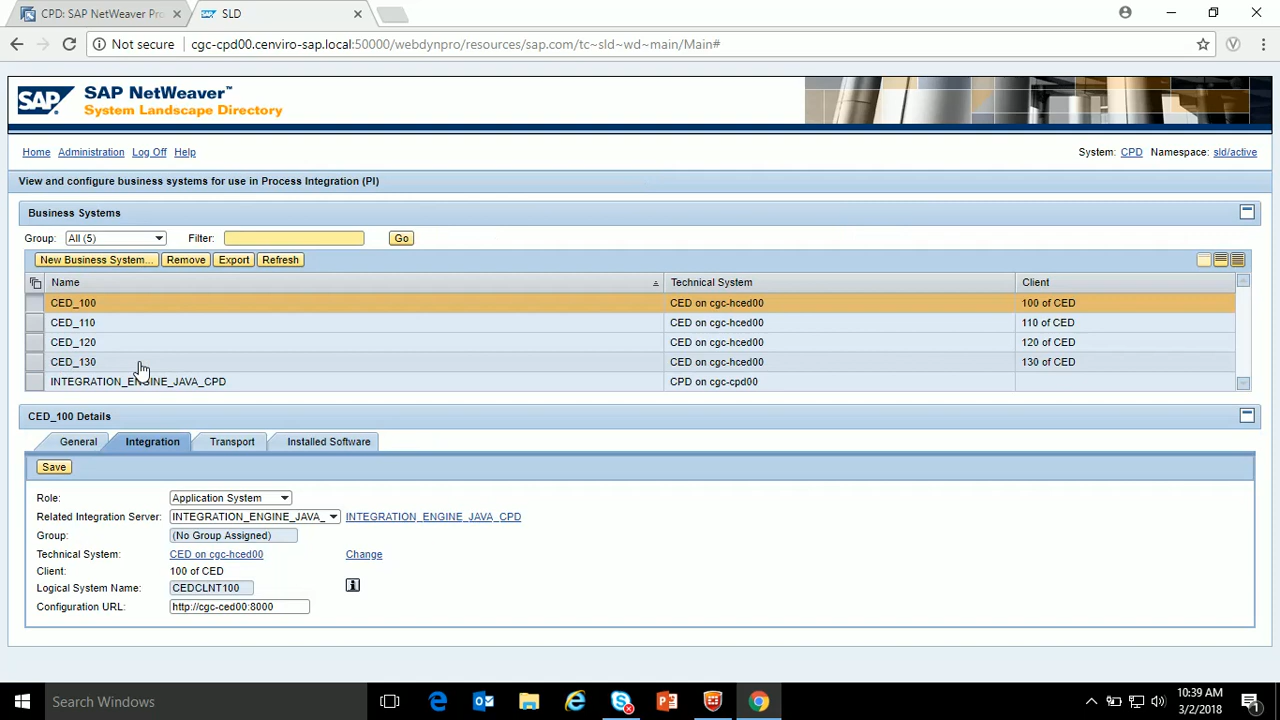 CPD: SAP NetWeaver Pro
SLD
Not secure
cgc-cpd00.cenviro-sap.local:50000/webdynpro/resources/sap.com/tc~sld~wd~main/Main#
SAP
SAP NetWeaver™
System Landscape Directory
Home Administration Log Off Help
System: CPD Namespace: sld/active
View and configure business systems for use in Process Integration (PI)
Business Systems
Group: All (5) Filter: Go
New Business System... Remove Export Refresh
Name Technical System Client
CED_100 CED on cgc-hced00 100 of CED
CED_110 CED on cgc-hced00 110 of CED
CED_120 CED on cgc-hced00 120 of CED
CED_130 CED on cgc-hced00 130 of CED
INTEGRATION_ENGINE_JAVA_CPD CPD on cgc-cpd00
CED_100 Details
General Integration Transport Installed Software
Save
Role: Application System
Related Integration Server: INTEGRATION_ENGINE_JAVA_ INTEGRATION_ENGINE_JAVA_CPD
Group: (No Group Assigned)
Technical System: CED on cgc-hced00 Change
Client: 100 of CED
Logical System Name: CEDCLNT100
Configuration URL: http://cgc-ced00:8000
Search Windows
10:39 AM
3/2/2018
1